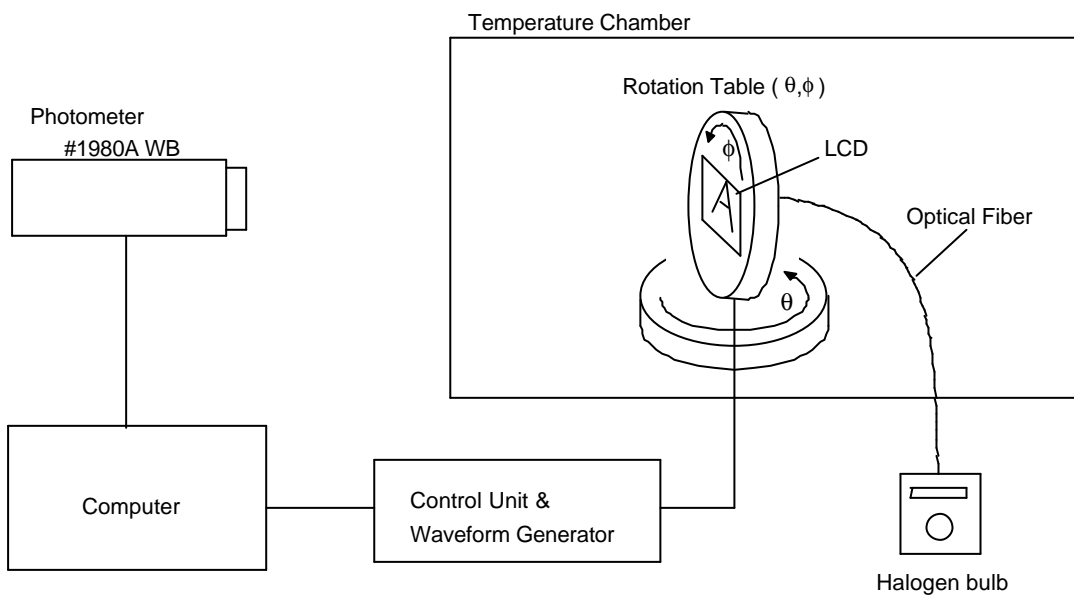 Temperature Chamber
Rotation Table ( θ,ϕ )
Photometer
#1980A WB
ϕ
LCD
A
Optical Fiber
θ
Computer
Control Unit &
Waveform Generator
Halogen bulb